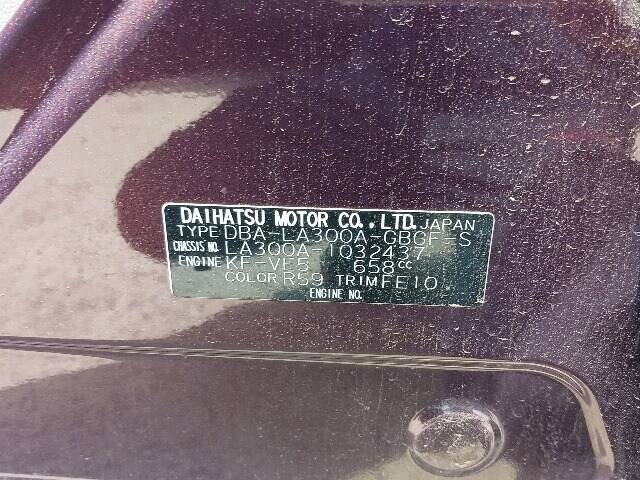 DAIHATSU MOTOR CO.,LTD. JAPAN
TYPE DBA-LA300A-GBGF-S
CHASSIS NO. LA300A-1032437
ENGINE KF-VE5 658cc
COLOR R59 TRIM FE10
ENGINE NO.